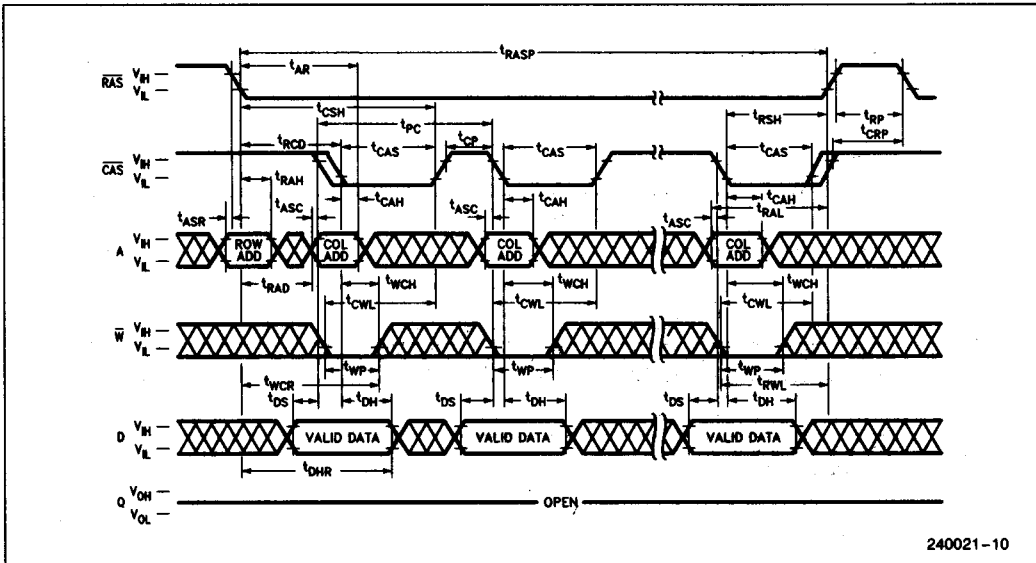 tRASP
tAR
RAS VIH
VIL
tCSH
tPC
tRSH
tRP
tCRP
tRCD
tCAS
tCP
tCAS
tCAS
CAS VIH
VIL
tRAH
tCAH
tCAH
tCAH
tRAL
tASR
tASC
tASC
tASC
A VIH
VIL
ROW ADD
COL ADD
COL ADD
COL ADD
tRAD
tWCH
tWCH
tWCH
tCWL
tCWL
tCWL
W VIH
VIL
tWP
tWP
tWP
tWCR
tRWL
tDS
tDH
tDS
tDH
tDS
tDH
D VIH
VIL
VALID DATA
VALID DATA
VALID DATA
tDHR
Q VOH
VOL
OPEN
240021-10